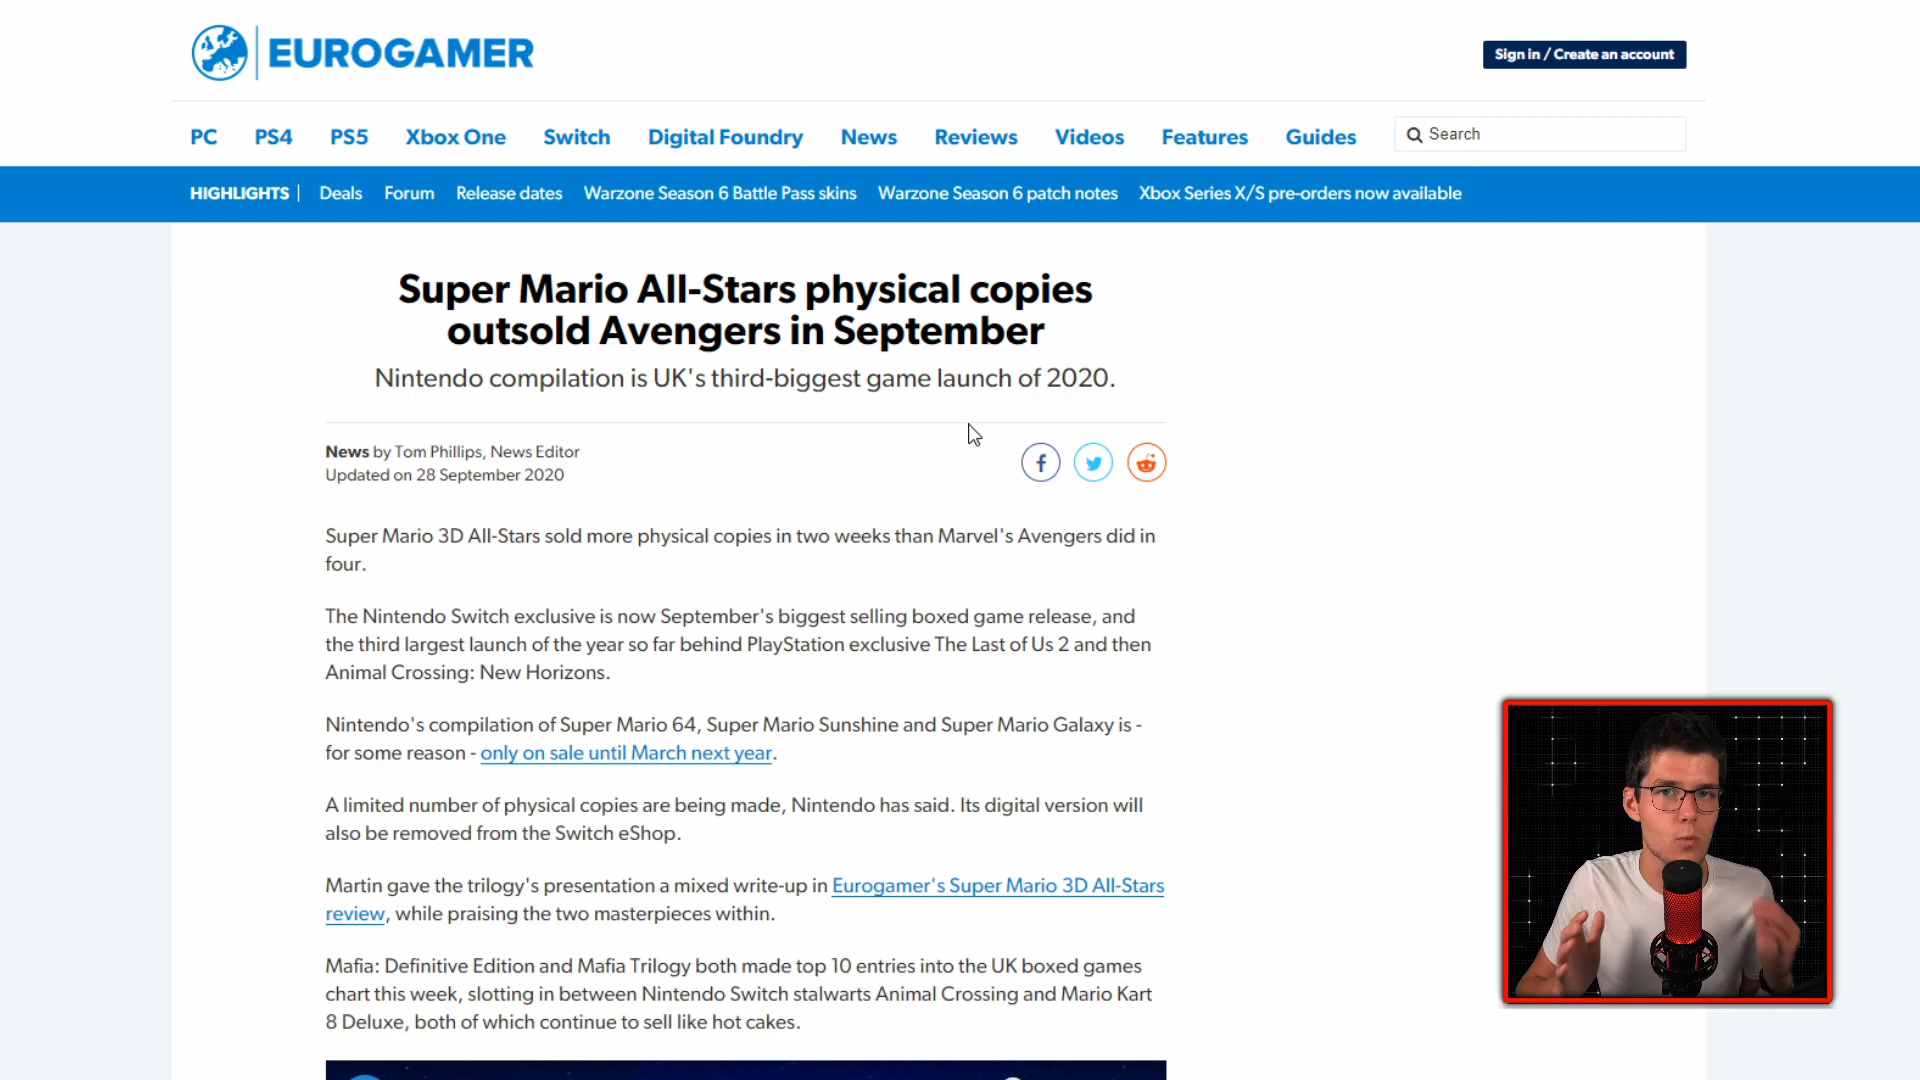 EUROGAMER
Sign in / Create an account
PC PS4 PS5 Xbox One Switch Digital Foundry News Reviews Videos Features Guides Search
HIGHLIGHTS | Deals Forum Release dates Warzone Season 6 Battle Pass skins Warzone Season 6 patch notes Xbox Series X/S pre-orders now available
Super Mario All-Stars physical copies
outsold Avengers in September
Nintendo compilation is UK's third-biggest game launch of 2020.
News by Tom Phillips, News Editor
Updated on 28 September 2020
Super Mario 3D All-Stars sold more physical copies in two weeks than Marvel's Avengers did in
four.
The Nintendo Switch exclusive is now September's biggest selling boxed game release, and
the third largest launch of the year so far behind PlayStation exclusive The Last of Us 2 and then
Animal Crossing: New Horizons.
Nintendo's compilation of Super Mario 64, Super Mario Sunshine and Super Mario Galaxy is -
for some reason - only on sale until March next year.
A limited number of physical copies are being made, Nintendo has said. Its digital version will
also be removed from the Switch eShop.
Martin gave the trilogy's presentation a mixed write-up in Eurogamer's Super Mario 3D All-Stars
review, while praising the two masterpieces within.
Mafia: Definitive Edition and Mafia Trilogy both made top 10 entries into the UK boxed games
chart this week, slotting in between Nintendo Switch stalwarts Animal Crossing and Mario Kart
8 Deluxe, both of which continue to sell like hot cakes.